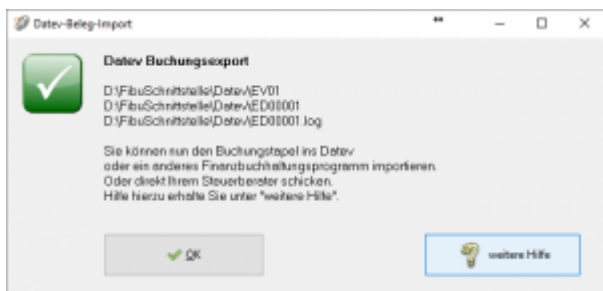 Datev-Beleg-Import
Datev Buchungsexport
D:\FibuSchnittstelle\Datev\EV01
D:\FibuSchnittstelle\Datev\ED00001
D:\FibuSchnittstelle\Datev\ED00001.log
Sie können nun den Buchungstapel ins Datev
oder ein anderes Finanzbuchhaltungsprogramm importieren.
Oder direkt Ihrem Steuerberater schicken.
Hilfe hierzu erhalte Sie unter "weitere Hilfe".
OK
weitere Hilfe